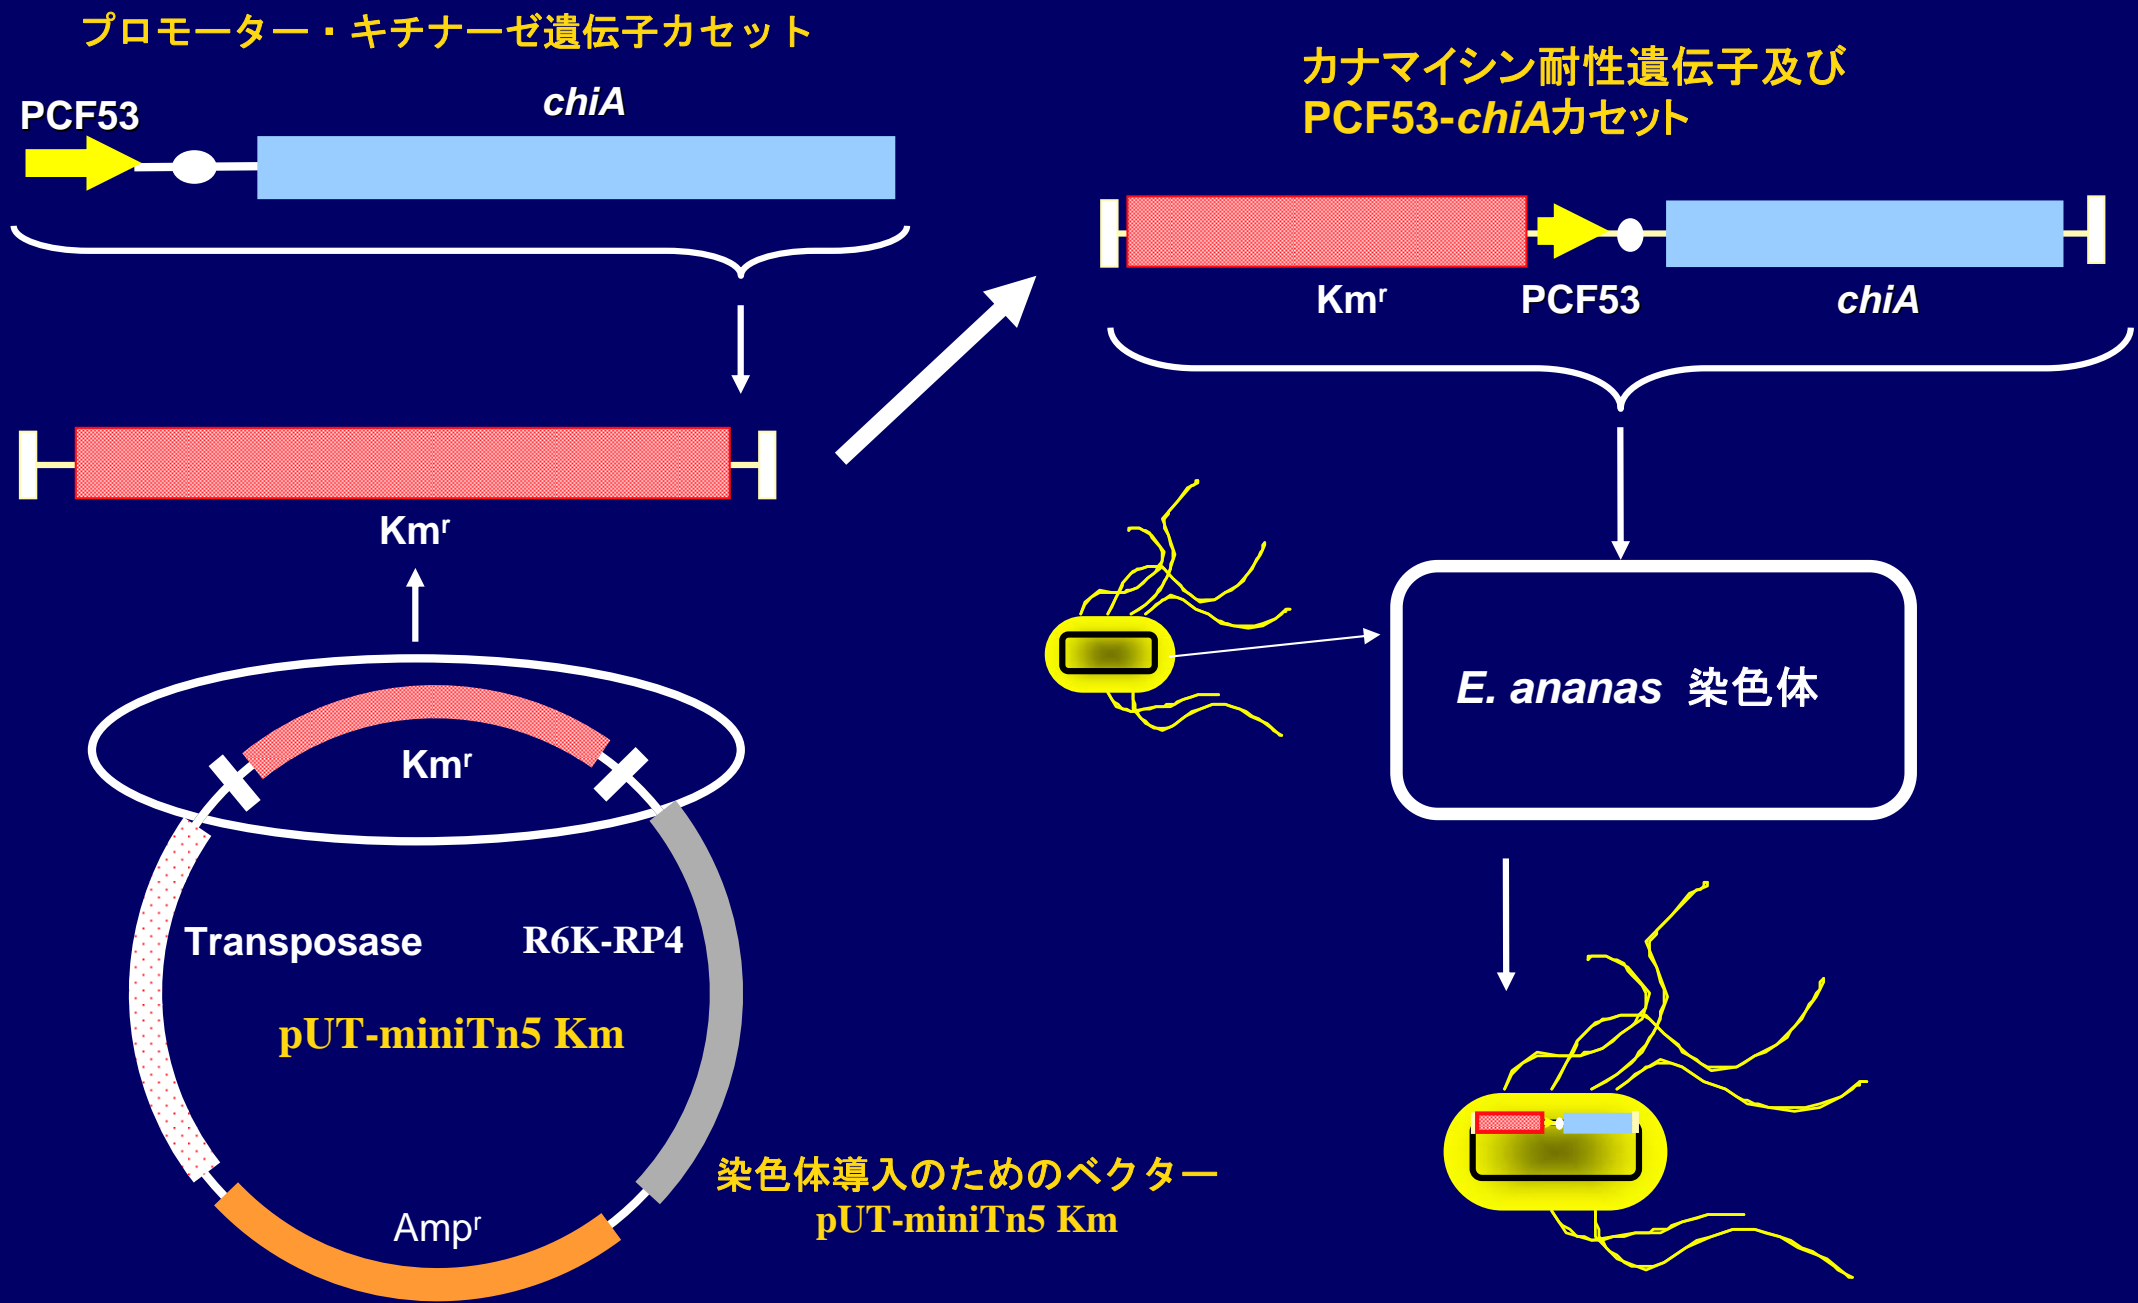 プロモーター・キチナーゼ遺伝子カセット
PCF53
chiA
Kmʳ
Kmʳ
Transposase
R6K-RP4
pUT-miniTn5 Km
Ampʳ
染色体導入のためのベクター
pUT-miniTn5 Km
カナマイシン耐性遺伝子及び
PCF53-chiAカセット
Kmʳ
PCF53
chiA
E. ananas 染色体